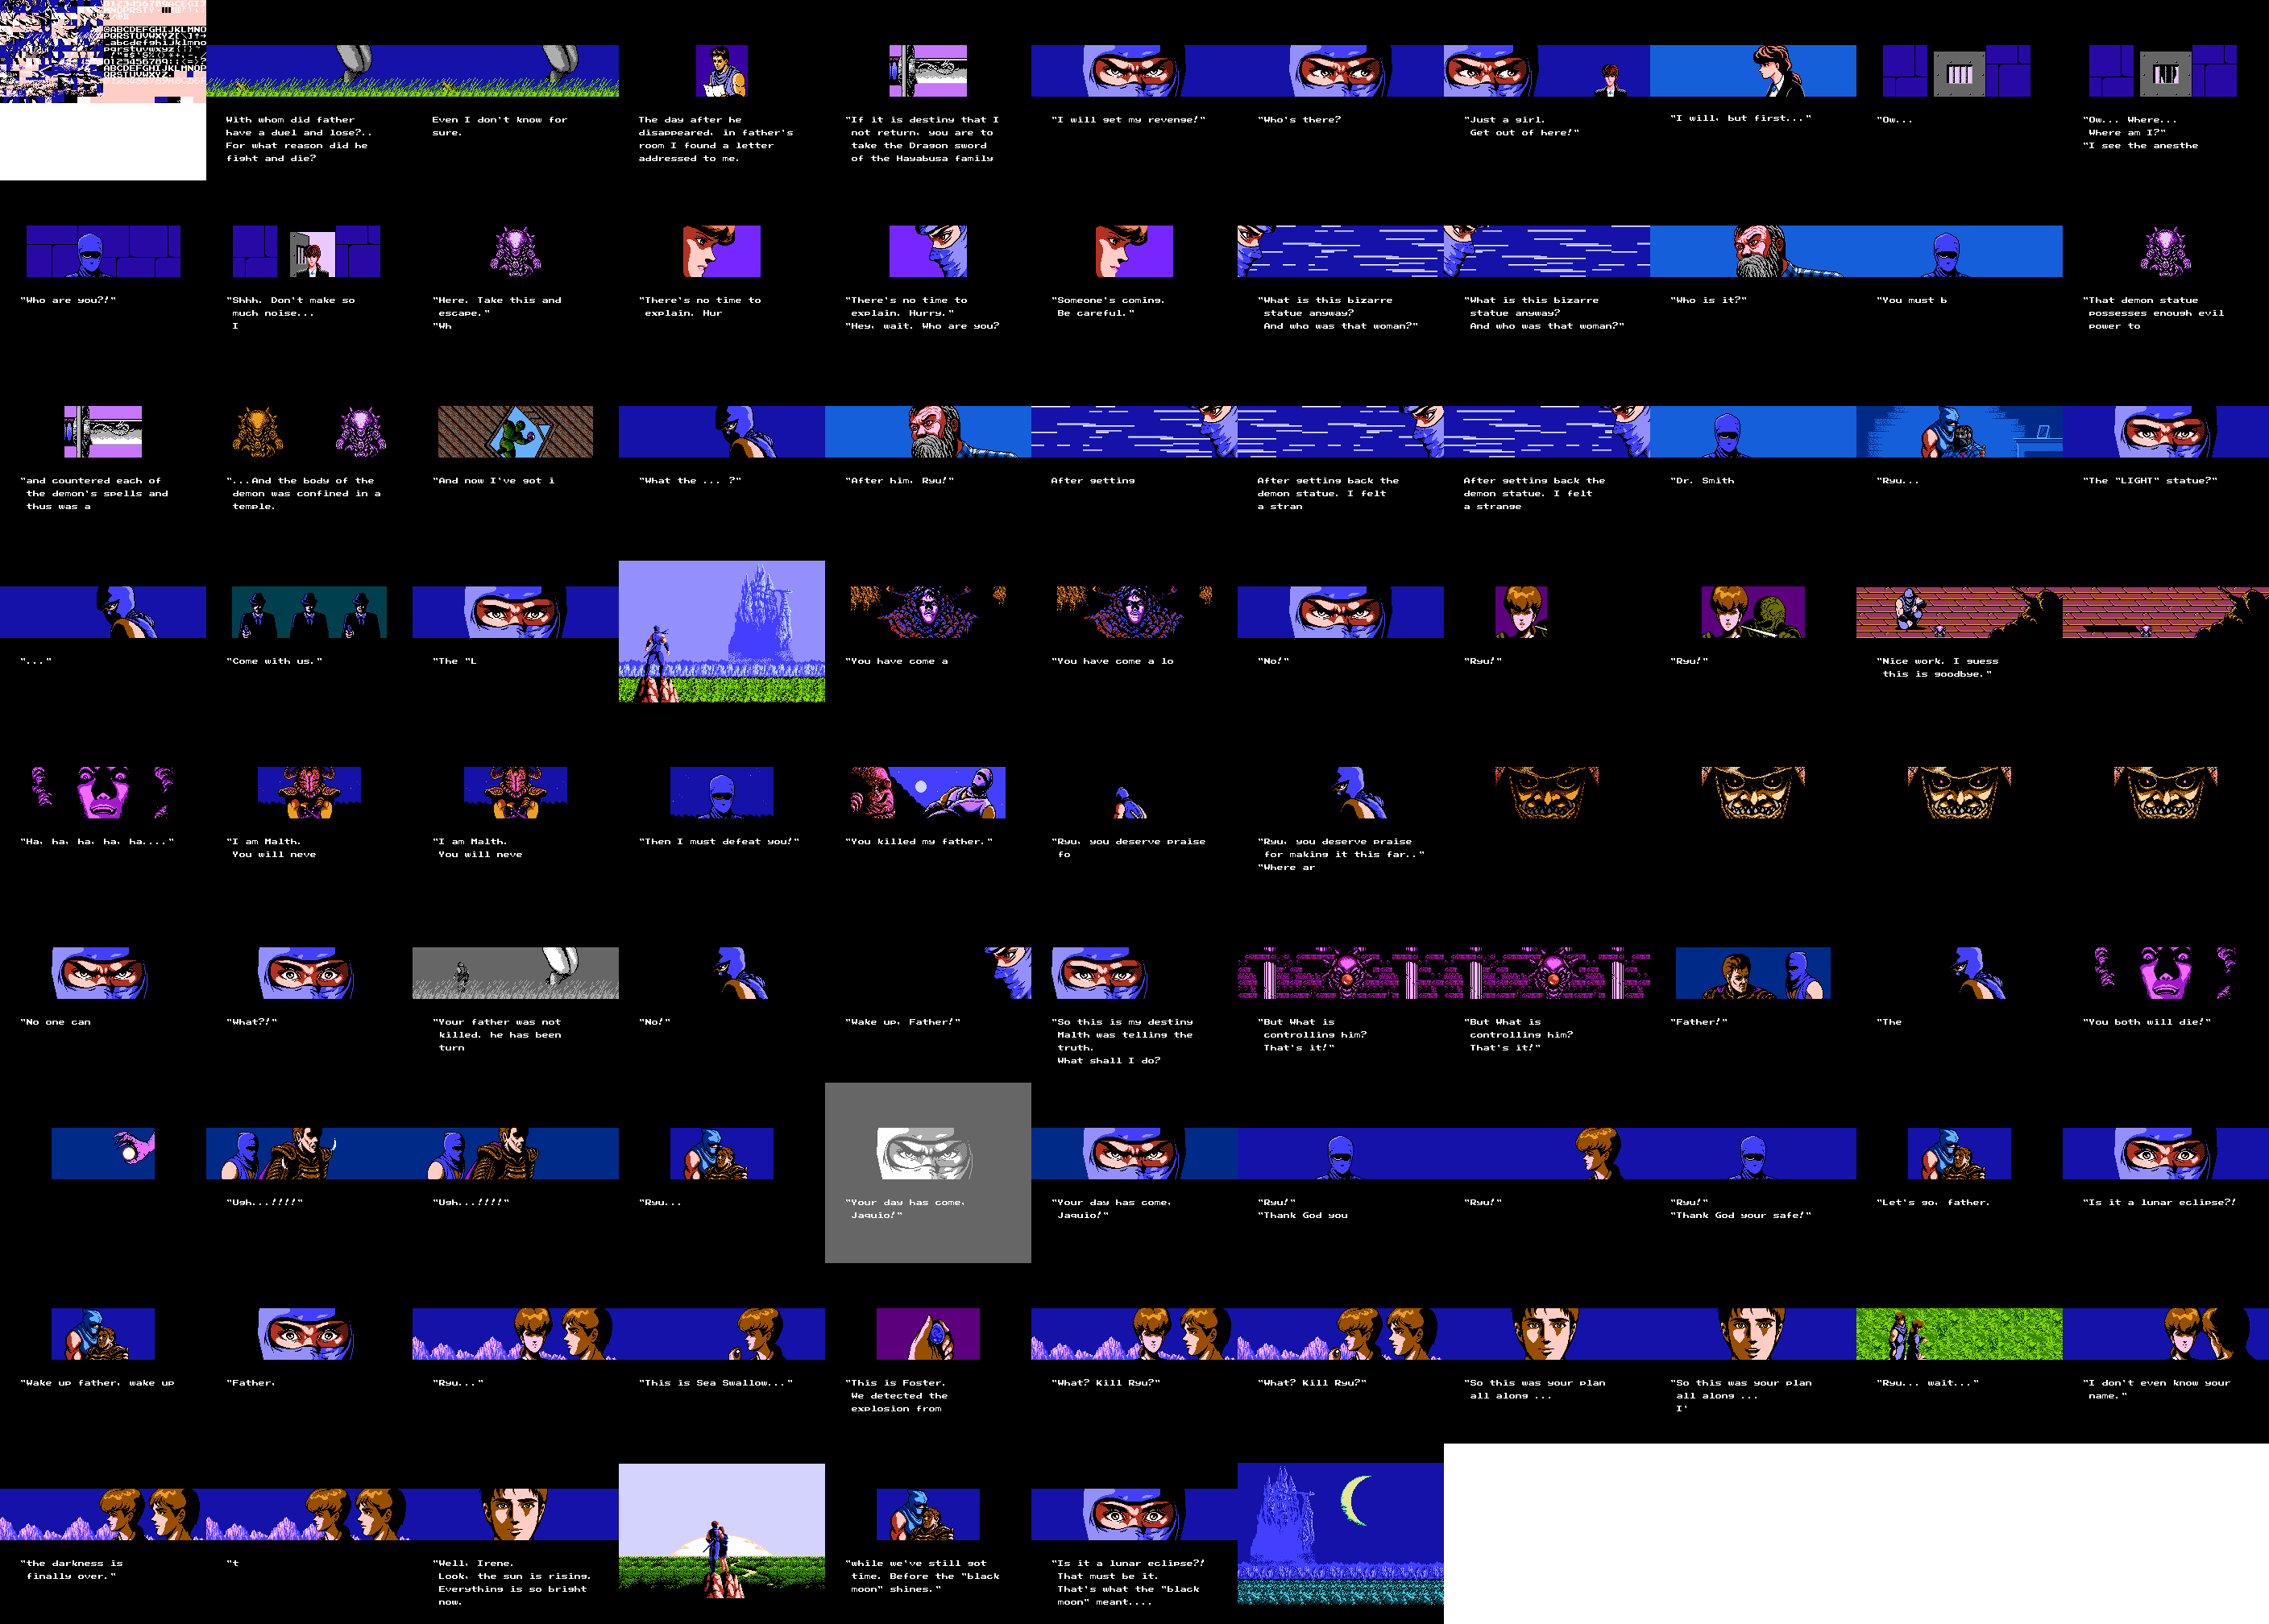 0123456789ACEGIT
MNOPRSTY
@ABCDEFGHIJKLMNO
PQRSTUVWXYZ
abcdefghijklmno
pqrstuvwxyz
0123456789:;<=>?
ABCDEFGHIJKLMNOP
QRSTUVWXYZ.
With whom did father
have a duel and lose?..
For what reason did he
fight and die?
Even I don't know for
sure.
The day after he
disappeared, in father's
room I found a letter
addressed to me.
"If it is destiny that I
not return, you are to
take the Dragon sword
of the Hayabusa family
"I will get my revenge!"
"Who's there?
"Just a girl.
Get out of here!"
"I will, but first..."
"Ow...
"Ow... Where...
Where am I?"
"I see the anesthe
"Who are you?!"
"Shhh. Don't make so
much noise...
I
"Here. Take this and
escape."
"Wh
"There's no time to
explain. Hur
"There's no time to
explain. Hurry."
"Hey, wait. Who are you?
"Someone's coming.
Be careful."
"What is this bizarre
statue anyway?
And who was that woman?"
"What is this bizarre
statue anyway?
And who was that woman?"
"Who is it?"
"You must b
"That demon statue
possesses enough evil
power to
"and countered each of
the demon's spells and
thus was a
"...And the body of the
demon was confined in a
temple.
"And now I've got i
"What the ... ?"
"After him, Ryu!"
After getting
After getting back the
demon statue. I felt
a stran
After getting back the
demon statue. I felt
a strange
"Dr. Smith
"Ryu...
"The "LIGHT" statue?"
"..."
"Come with us."
"The "L
"You have come a
"You have come a lo
"No!"
"Ryu!"
"Ryu!"
"Nice work, I guess
this is goodbye."
"Ha, ha, ha, ha, ha...."
"I am Malth.
You will neve
"I am Malth.
You will neve
"Then I must defeat you!"
"You killed my father."
"Ryu, you deserve praise
fo
"Ryu, you deserve praise
for making it this far.."
"Where ar
"No one can
"What?!"
"Your father was not
killed, he has been
turn
"No!"
"Wake up, Father!"
"So this is my destiny
Malth was telling the
truth.
What shall I do?
"But What is
controlling him?
That's it!"
"But What is
controlling him?
That's it!"
"Father!"
"The
"You both will die!"
"Ugh...!!!!"
"Ugh...!!!!"
"Ryu...
"Your day has come,
Jaquio!"
"Your day has come,
Jaquio!"
"Ryu!"
"Thank God you
"Ryu!"
"Ryu!"
"Thank God your safe!"
"Let's go, father.
"Is it a lunar eclipse?!
"Wake up father, wake up
"Father,
"Ryu..."
"This is Sea Swallow..."
"This is Foster.
We detected the
explosion from
"What? Kill Ryu?"
"What? Kill Ryu?"
"So this was your plan
all along ...
"So this was your plan
all along ...
I'
"Ryu... wait..."
"I don't even know your
name."
"the darkness is
finally over."
"t
"Well, Irene.
Look, the sun is rising.
Everything is so bright
now.
"while we've still got
time. Before the "black
moon" shines."
"Is it a lunar eclipse?!
That must be it.
That's what the "black
moon" meant....